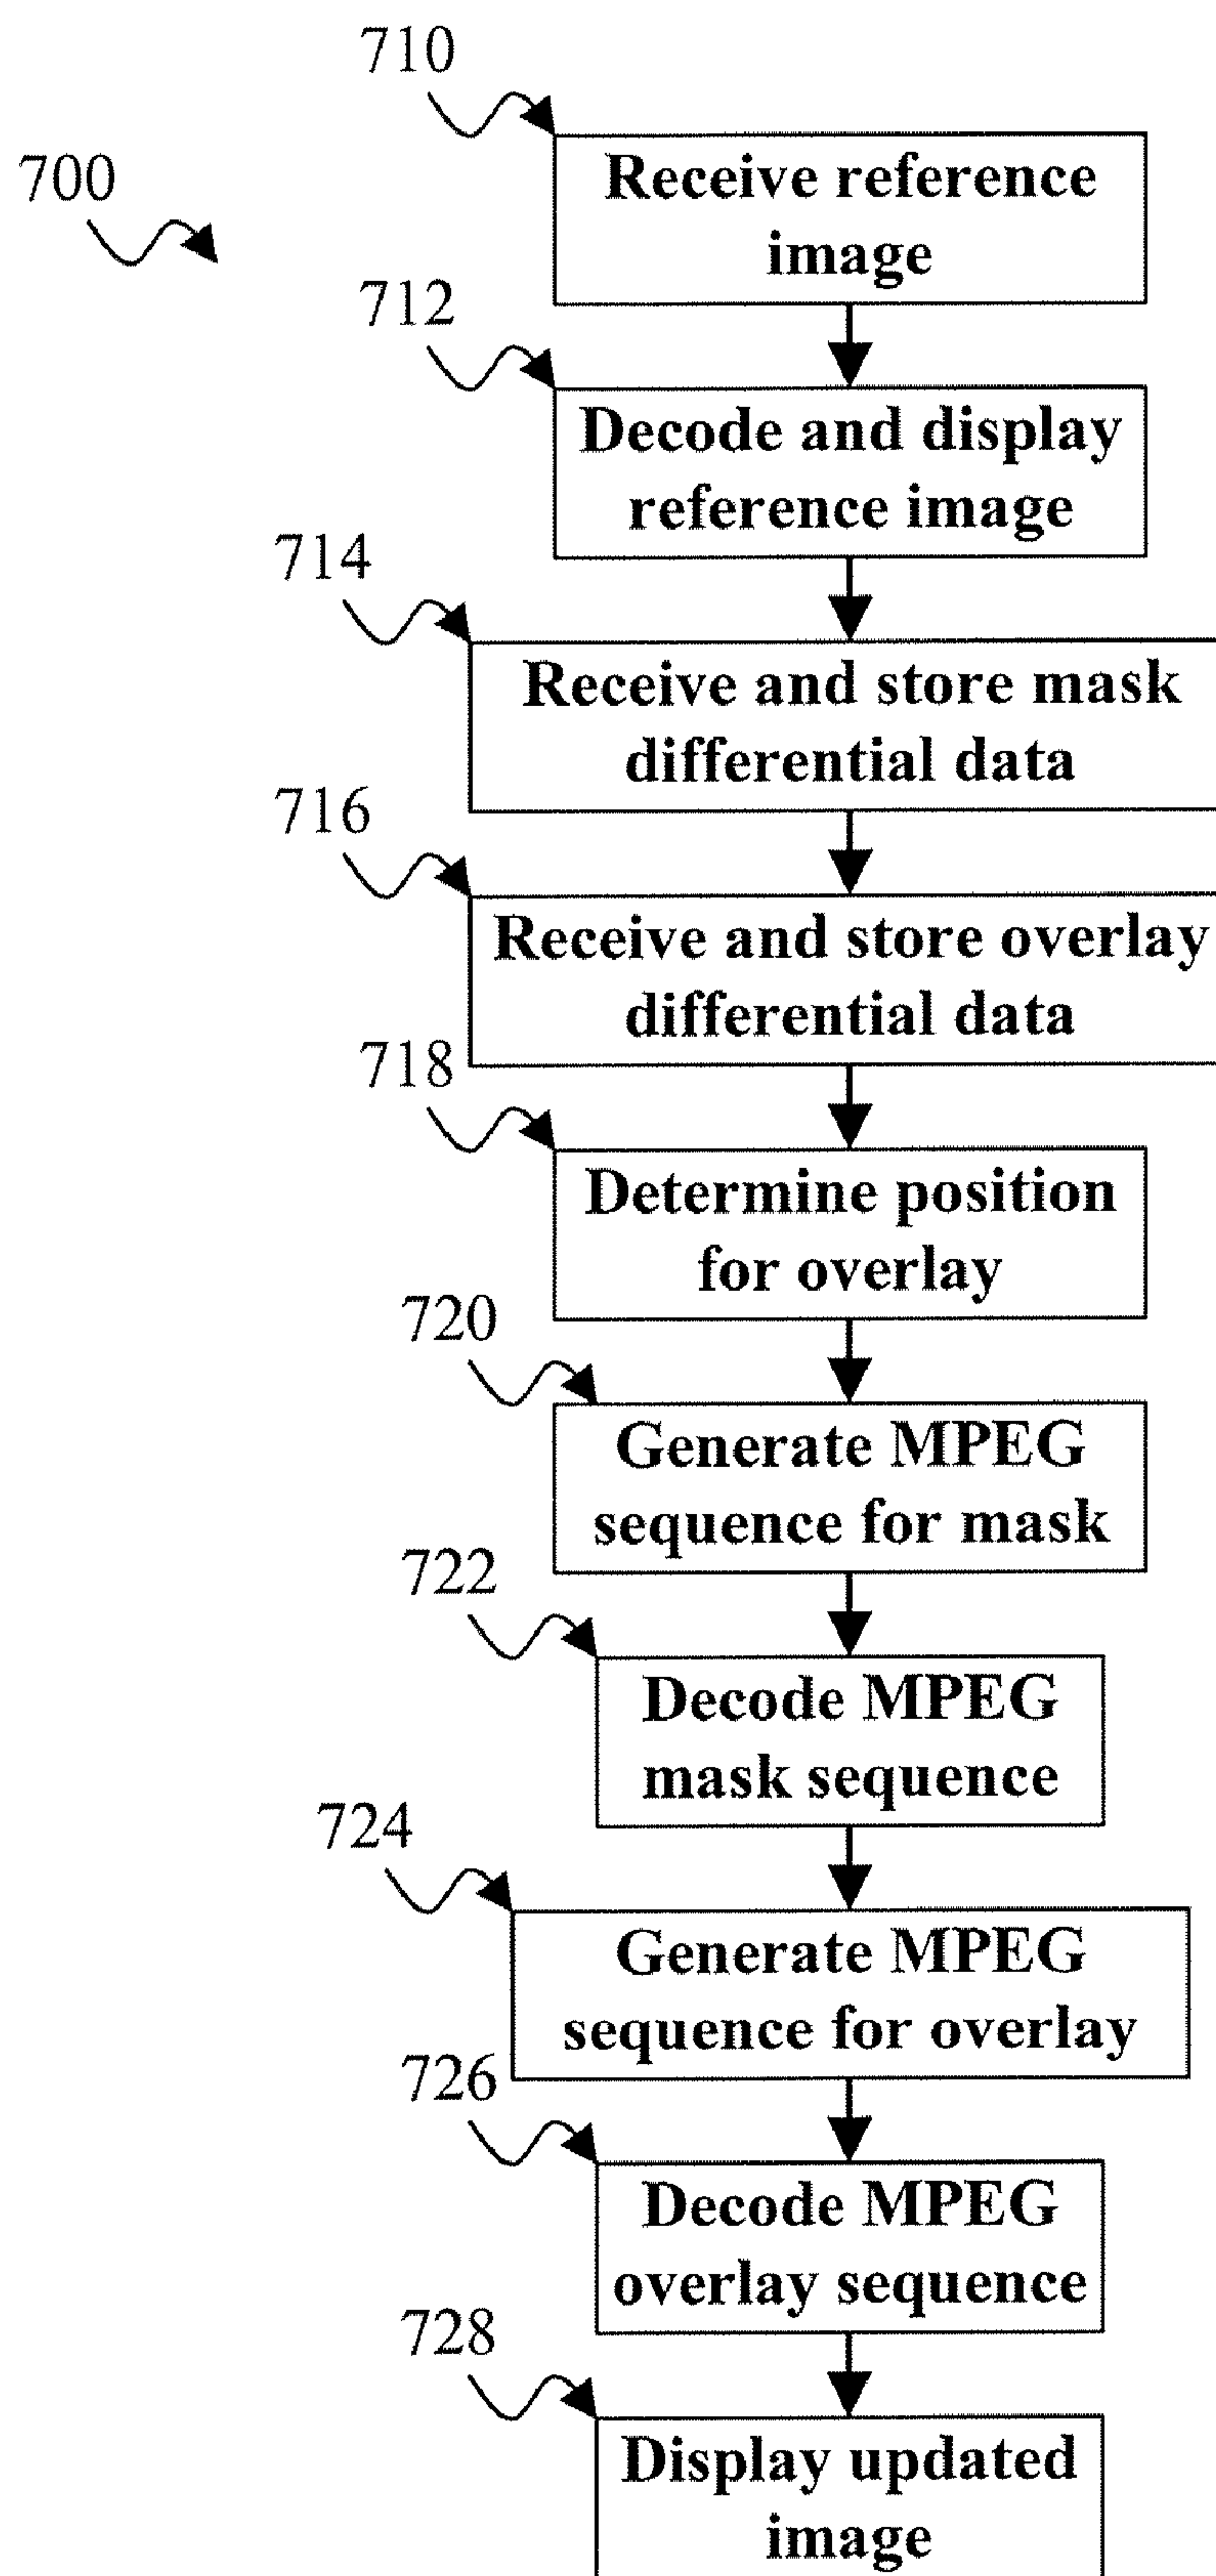 710
700
Receive reference
image
712
Decode and display
reference image
714
Receive and store mask
differential data
716
Receive and store overlay
differential data
718
Determine position
for overlay
720
Generate MPEG
sequence for mask
722
Decode MPEG
mask sequence
724
Generate MPEG
sequence for overlay
726
Decode MPEG
overlay sequence
728
Display updated
image